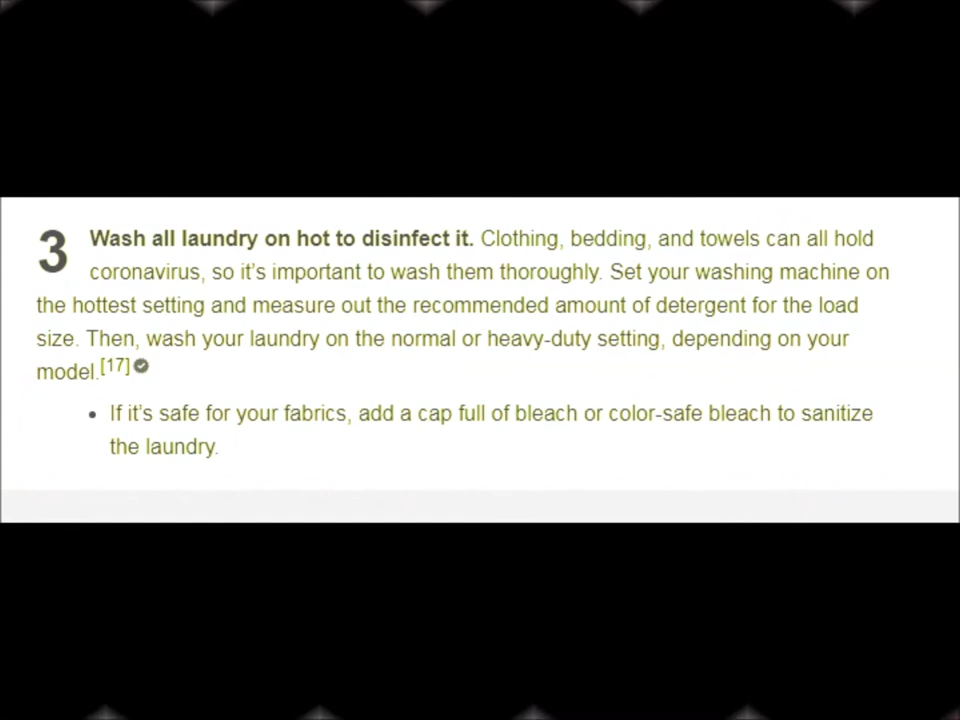 3 Wash all laundry on hot to disinfect it. Clothing, bedding, and towels can all hold
coronavirus, so it's important to wash them thoroughly. Set your washing machine on
the hottest setting and measure out the recommended amount of detergent for the load
size. Then, wash your laundry on the normal or heavy-duty setting, depending on your
model.[17]
• If it's safe for your fabrics, add a cap full of bleach or color-safe bleach to sanitize
the laundry.